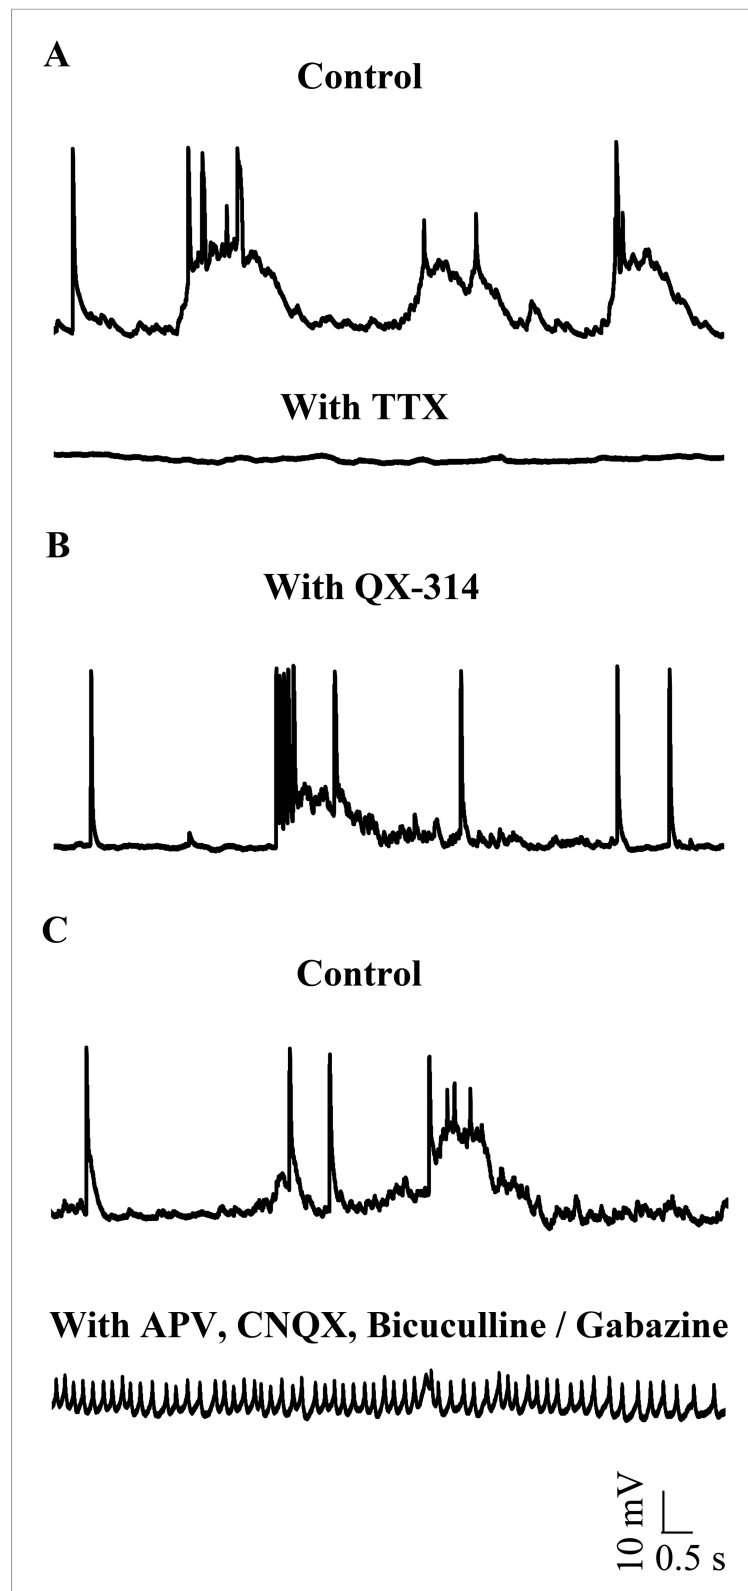 A
Control
With TTX
B
With QX-314
C
Control
With APV, CNQX, Bicuculline / Gabazine
10 mV
0.5 s